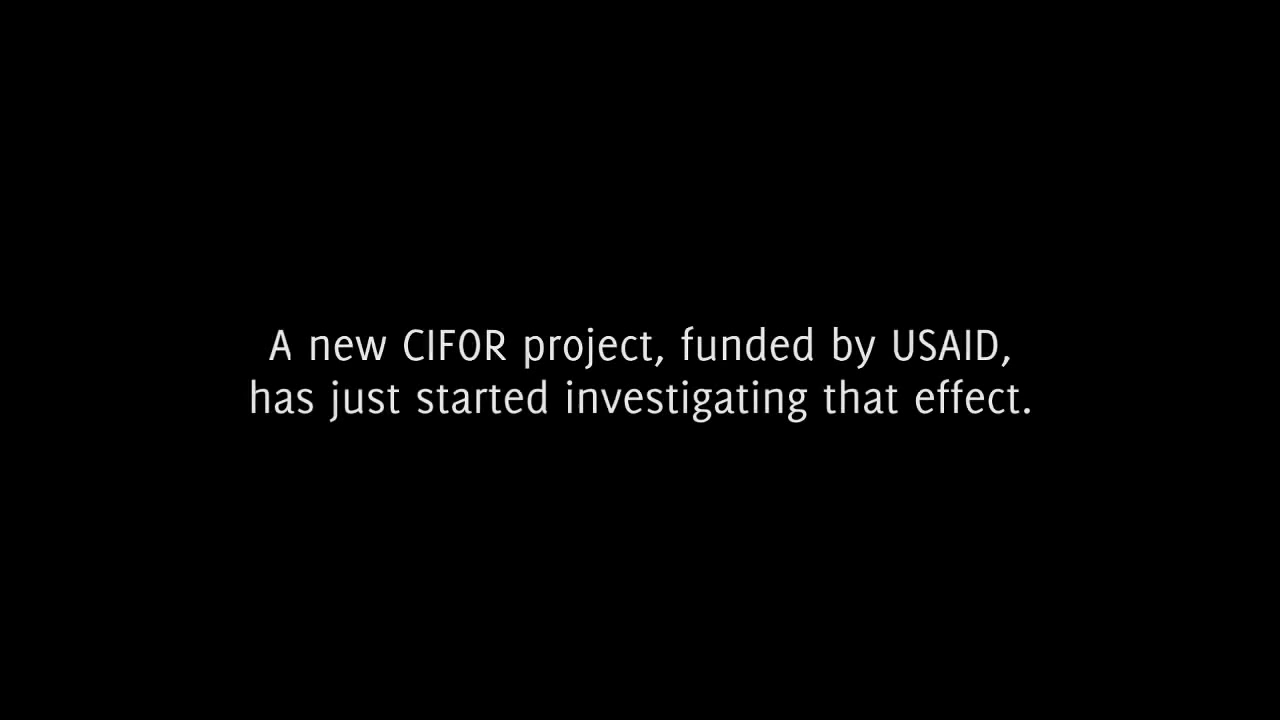 A new CIFOR project, funded by USAID,
has just started investigating that effect.